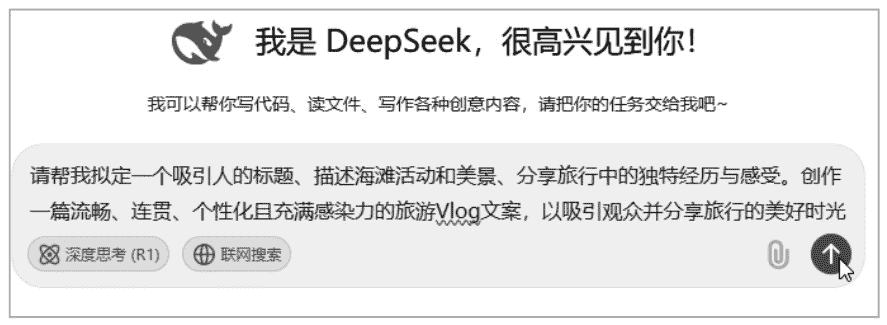 我是 DeepSeek，很高兴见到你！
我可以帮你写代码、读文件、写作各种创意内容，请把你的任务交给我吧~
请帮我拟定一个吸引人的标题、描述海滩活动和美景、分享旅行中的独特经历与感受。创作
一篇流畅、连贯、个性化且充满感染力的旅游Vlog文案，以吸引观众并分享旅行的美好时光
深度思考 (R1) 联网搜索